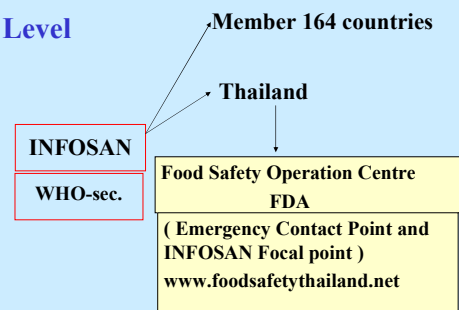 Level
Member 164 countries
Thailand
INFOSAN
WHO-sec.
Food Safety Operation Centre
FDA
( Emergency Contact Point and
INFOSAN Focal point )
www.foodsafetythailand.net